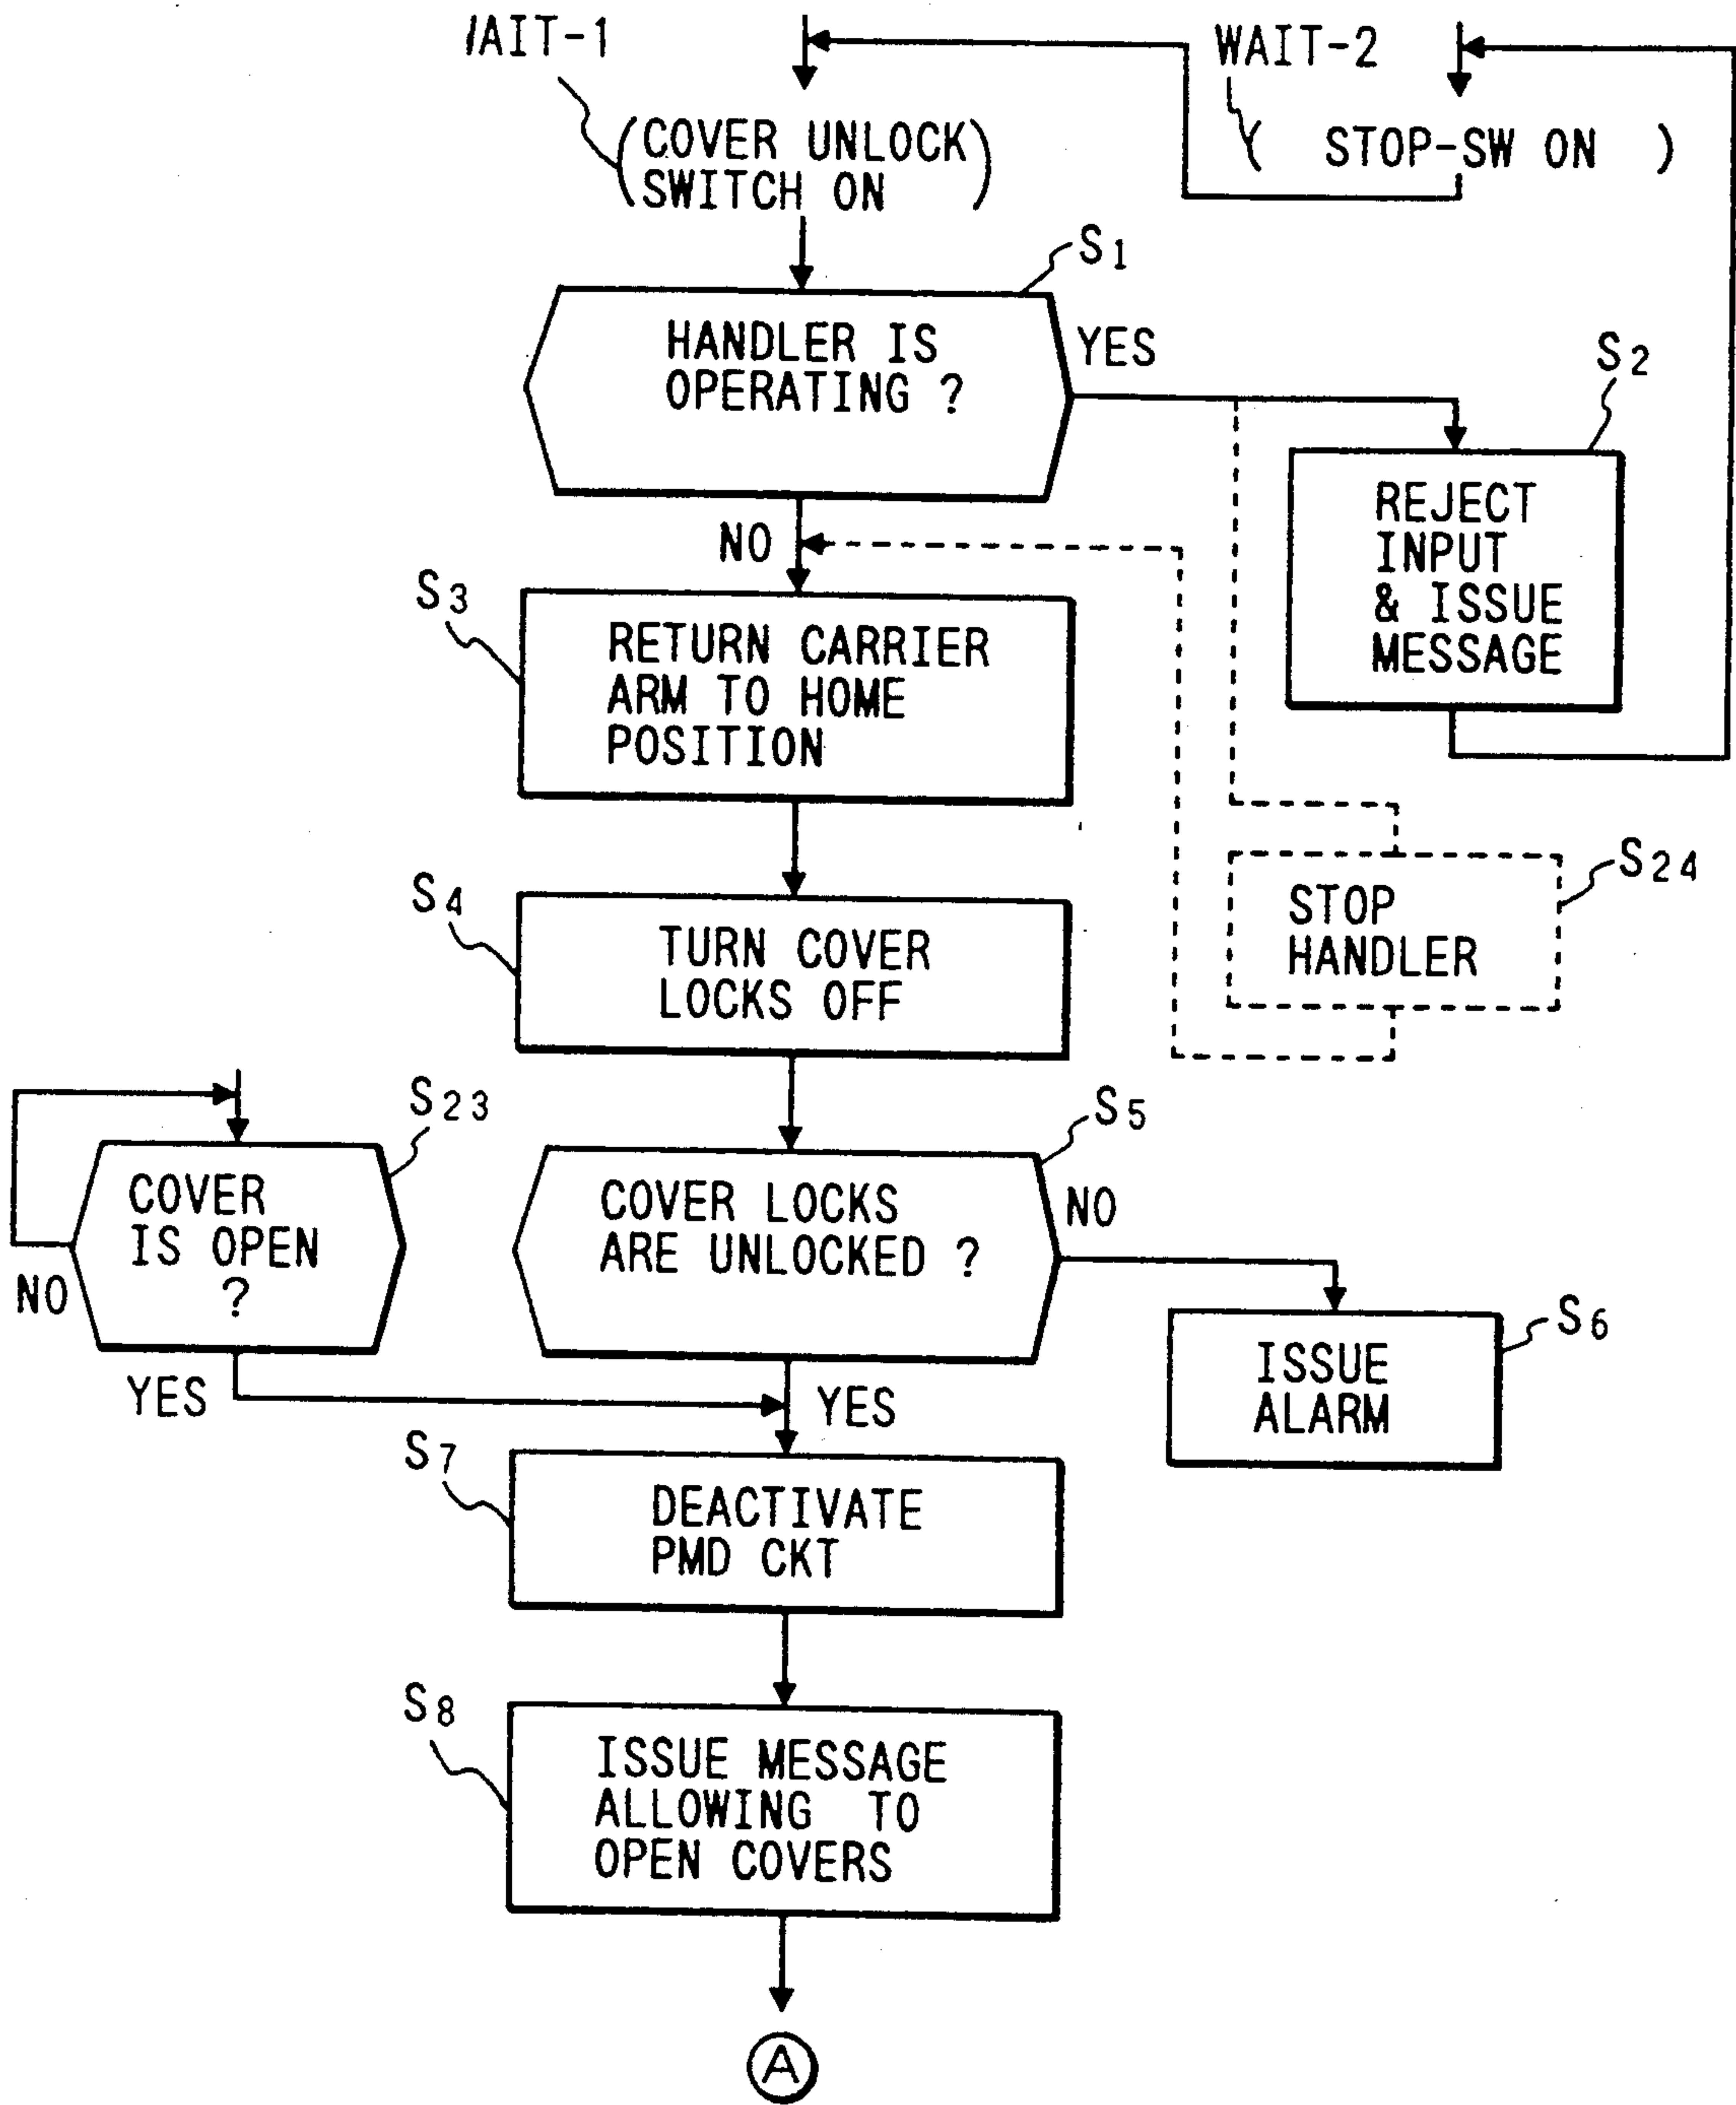 WAIT-1
WAIT-2
(COVER UNLOCK
SWITCH ON)
( STOP-SW ON )
S1
HANDLER IS
OPERATING ?
YES
S2
REJECT
INPUT
& ISSUE
MESSAGE
NO
S3
RETURN CARRIER
ARM TO HOME
POSITION
S24
STOP
HANDLER
S4
TURN COVER
LOCKS OFF
S23
COVER
IS OPEN
?
NO
YES
S5
COVER LOCKS
ARE UNLOCKED ?
NO
YES
S6
ISSUE
ALARM
S7
DEACTIVATE
PMD CKT
S8
ISSUE MESSAGE
ALLOWING TO
OPEN COVERS
A